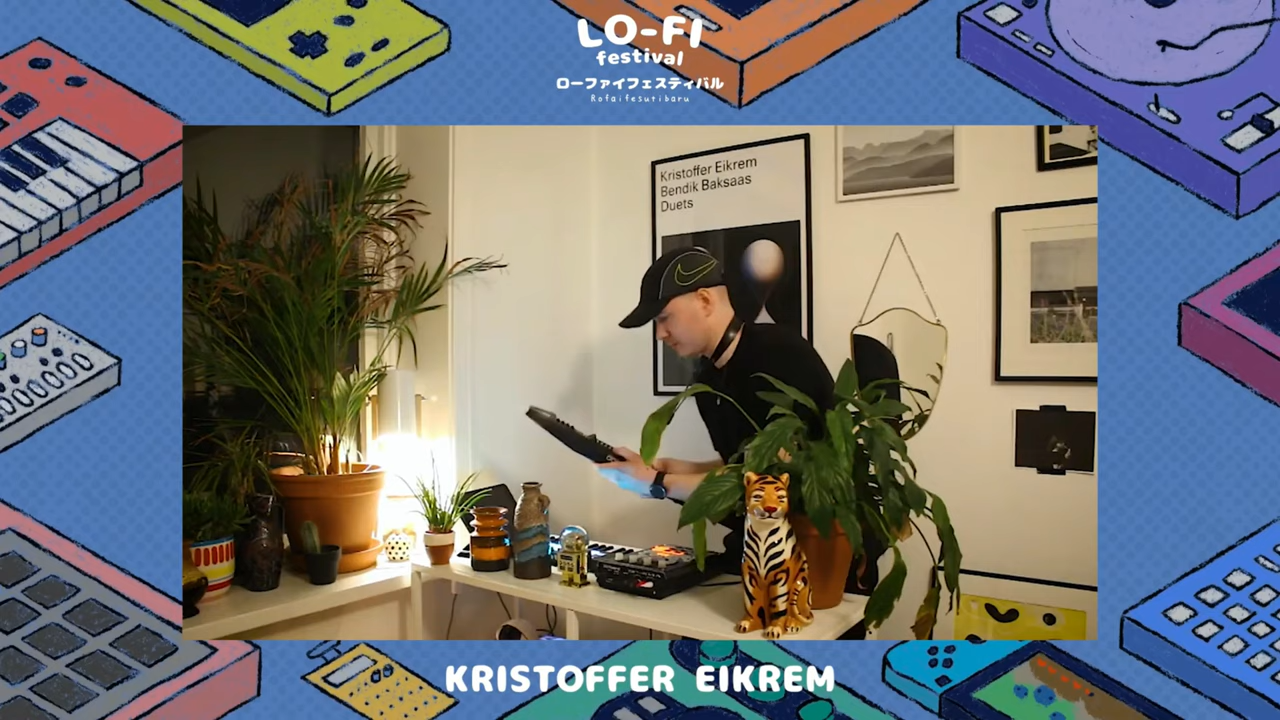 LO-FI
festival
ローファイフェスティバル
Rofaifesutibaru
Kristoffer Eikrem
Bendik Baksaas
Duets
KRISTOFFER EIKREM